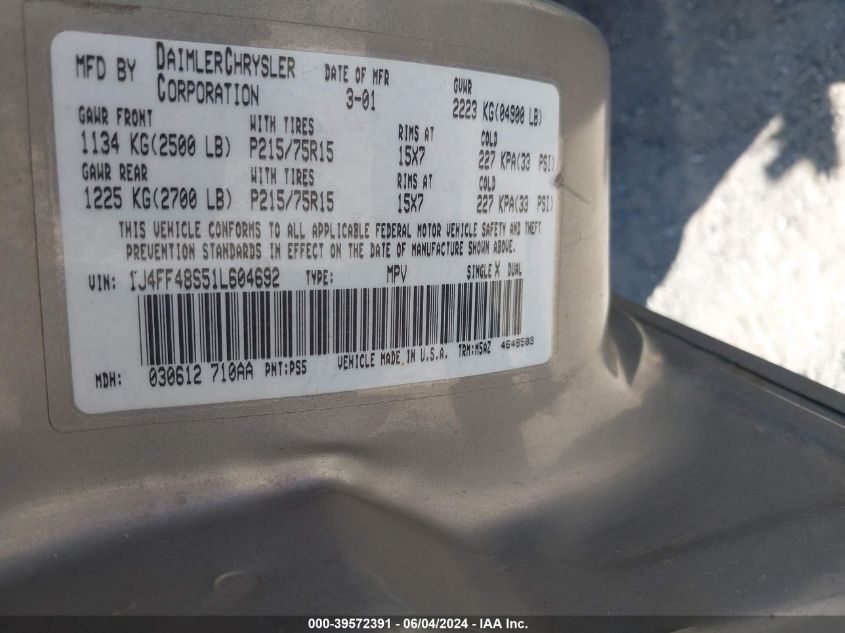 MFD BY DAIMLERCHRYSLER CORPORATION DATE OF MFR 3-01 GVWR 2223 KG(04900 LB)
GAWR FRONT WITH TIRES RIMS AT COLD
1134 KG(2500 LB) P215/75R15 15X7 227 KPA(33 PSI)
GAWR REAR WITH TIRES RIMS AT COLD
1225 KG(2700 LB) P215/75R15 15X7 227 KPA(33 PSI)
THIS VEHICLE CONFORMS TO ALL APPLICABLE FEDERAL MOTOR VEHICLE SAFETY AND THEFT
PREVENTION STANDARDS IN EFFECT ON THE DATE OF MANUFACTURE SHOWN ABOVE.
VIN: 1J4FF48S51L604692 TYPE: MPV SINGLE X DUAL
MDH: 030612 710AA PNT:PS5 VEHICLE MADE IN U.S.A. TRM:M5AZ 4648503
000-39572391 - 06/04/2024 - IAA Inc.